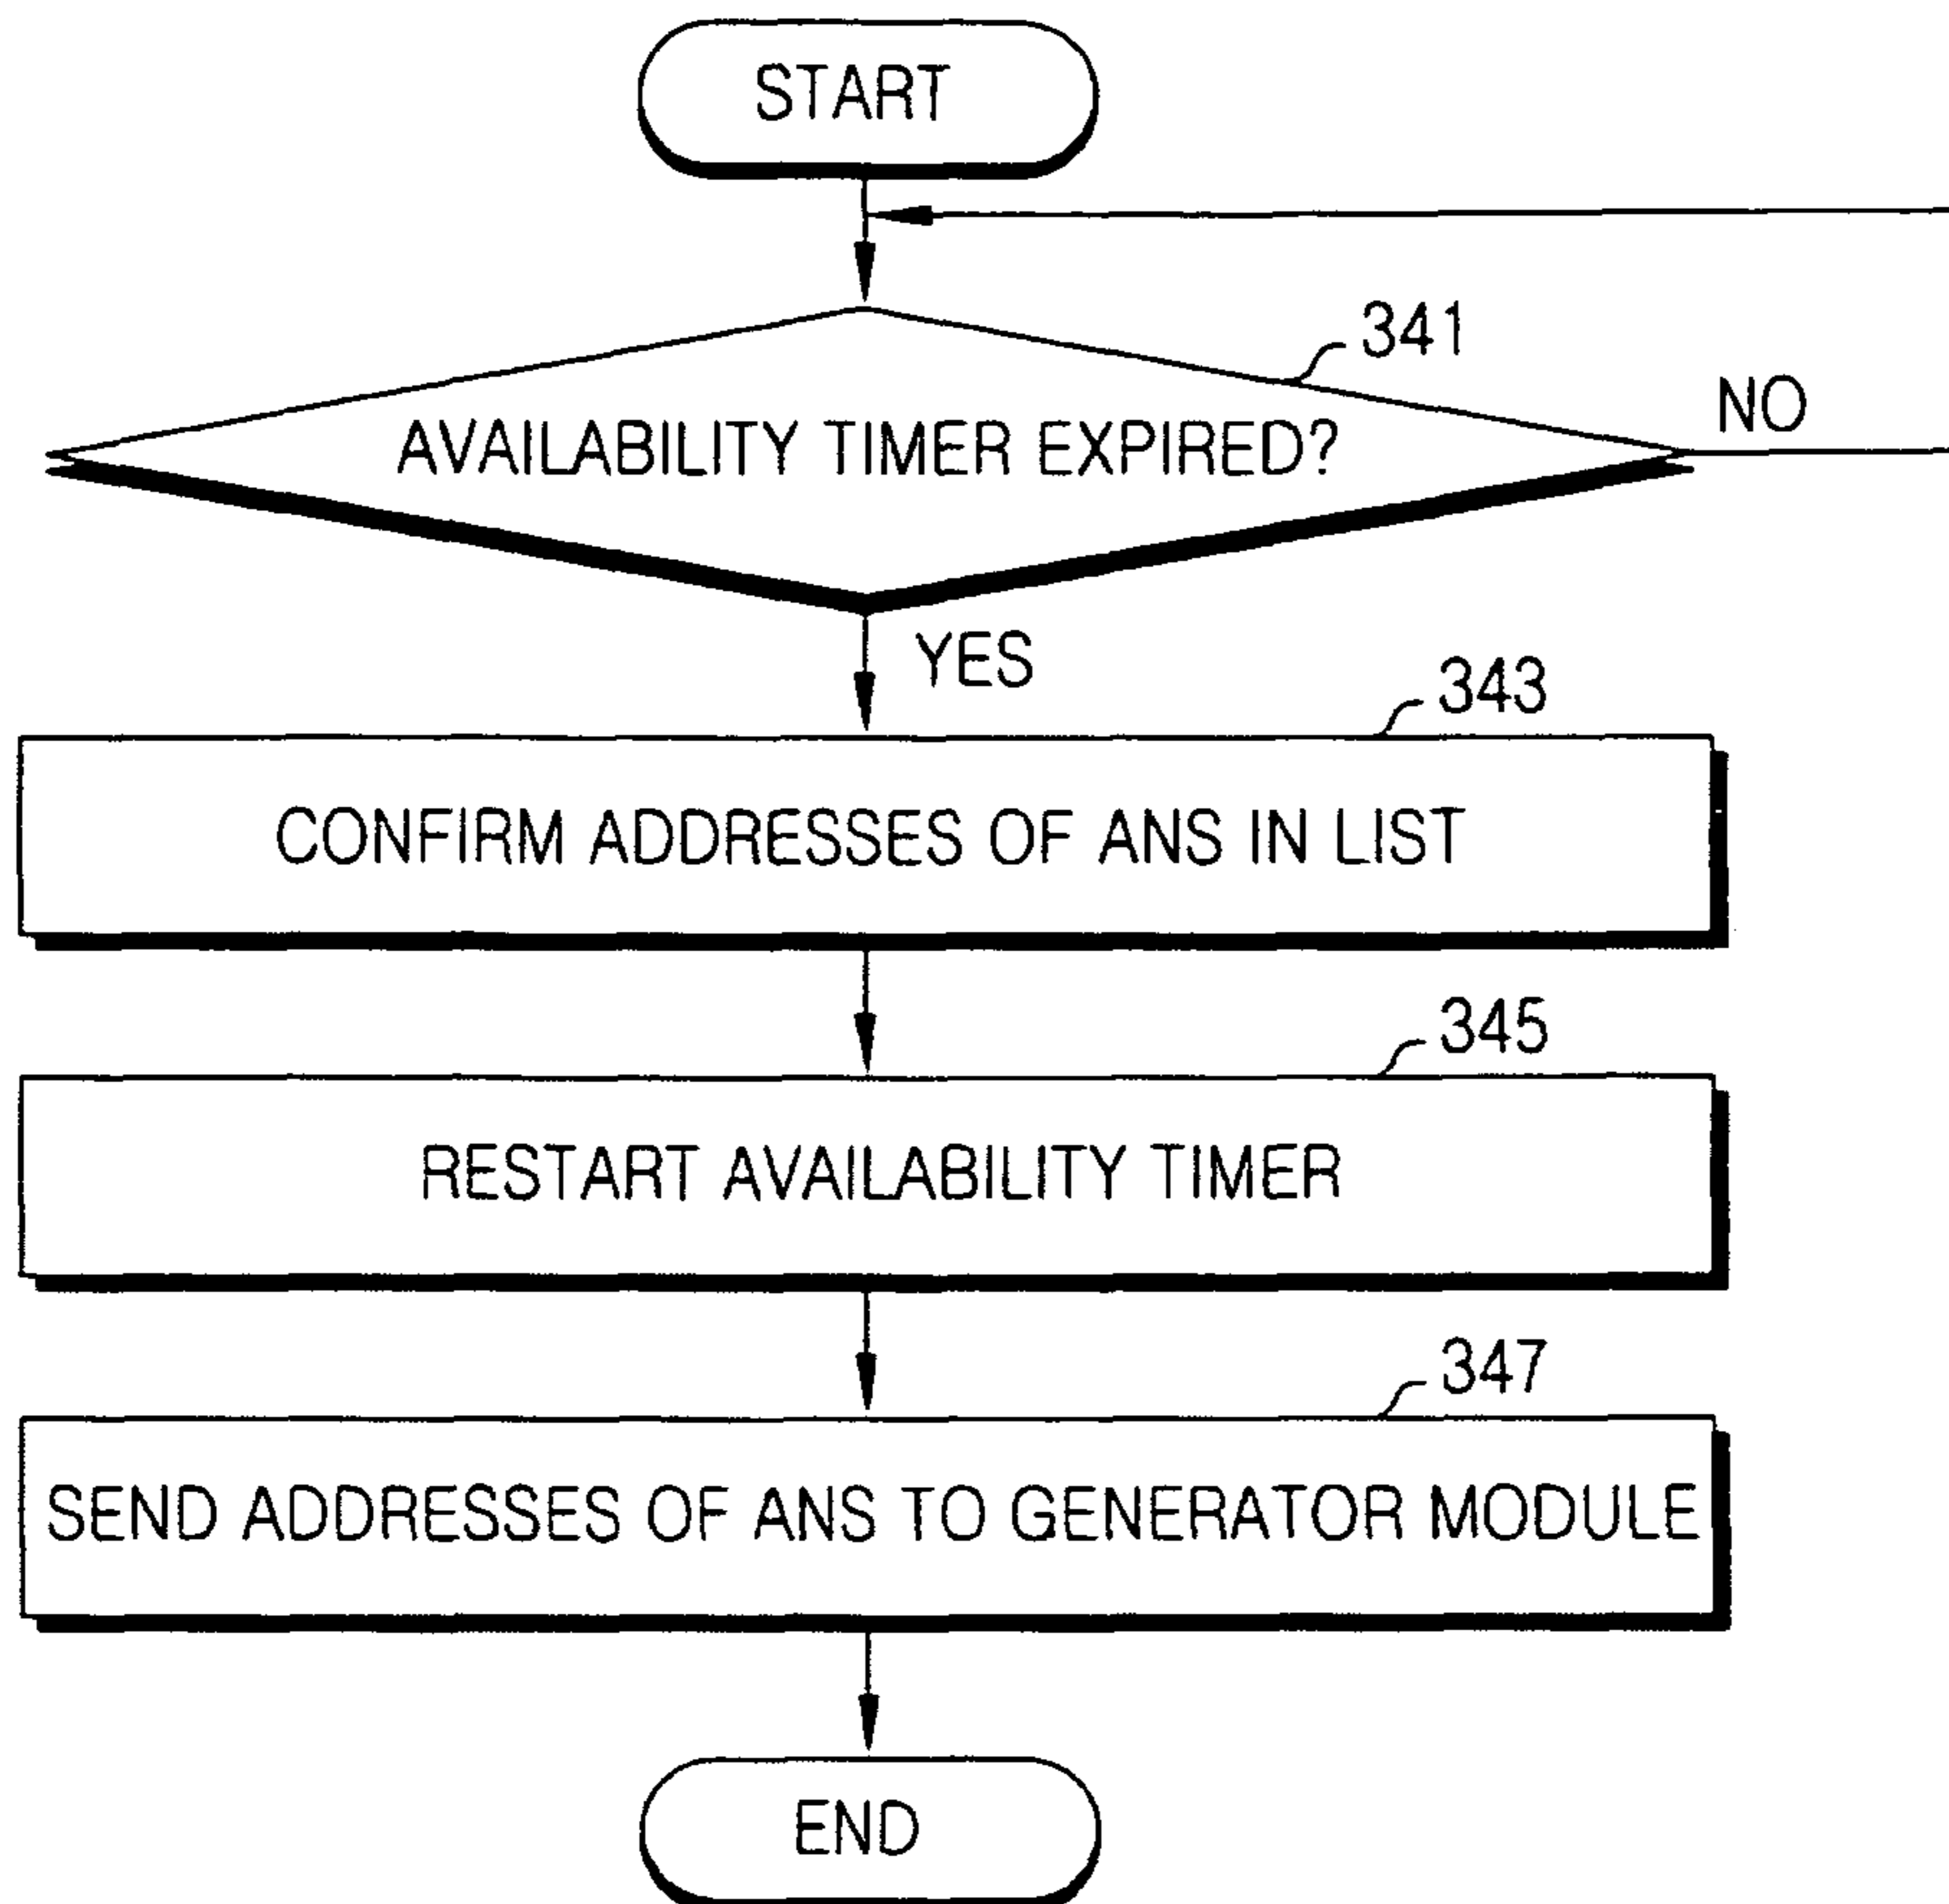 START
341
AVAILABILITY TIMER EXPIRED?
NO
YES
343
CONFIRM ADDRESSES OF ANS IN LIST
345
RESTART AVAILABILITY TIMER
347
SEND ADDRESSES OF ANS TO GENERATOR MODULE
END